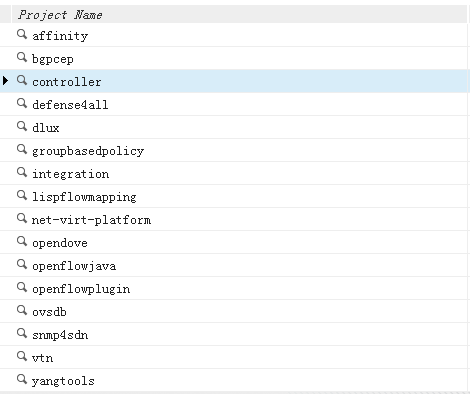 Project Name
affinity
bgpcep
controller
defense4all
dlux
groupbasedpolicy
integration
lispflowmapping
net-virt-platform
opendove
openflowjava
openflowplugin
ovsdb
snmp4sdn
vtn
yangtools